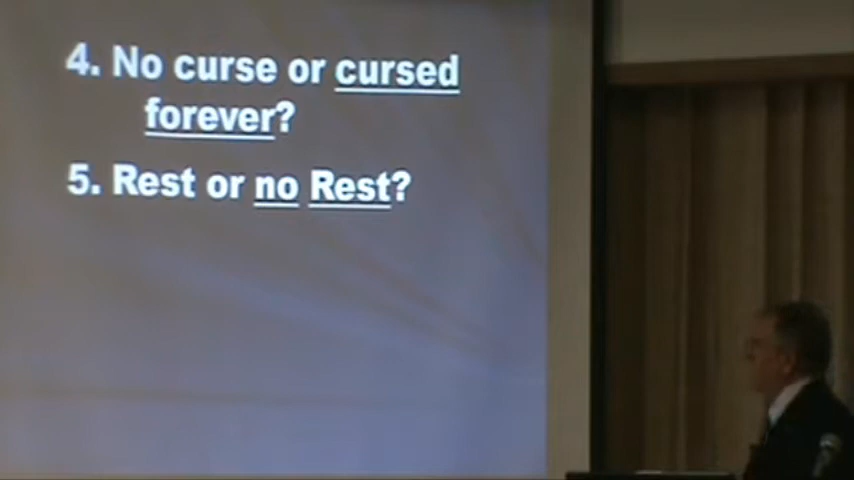 4. No curse or cursed
forever?
5. Rest or no Rest?